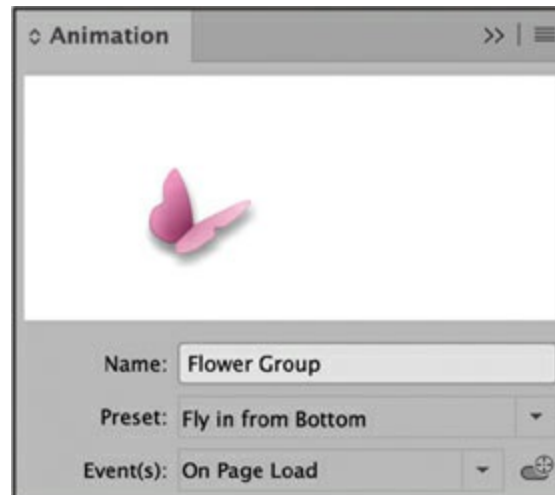 Animation
Name: Flower Group
Preset: Fly in from Bottom
Event(s): On Page Load